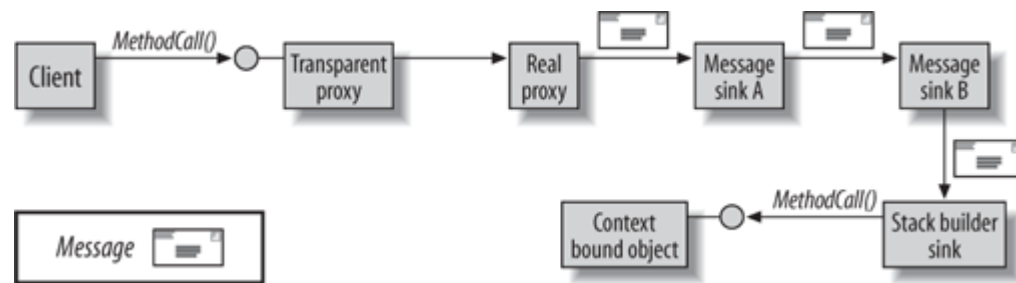 MethodCall()
Client
Transparent
proxy
Real
proxy
Message
sink A
Message
sink B
MethodCall()
Context
bound object
Stack builder
sink
Message